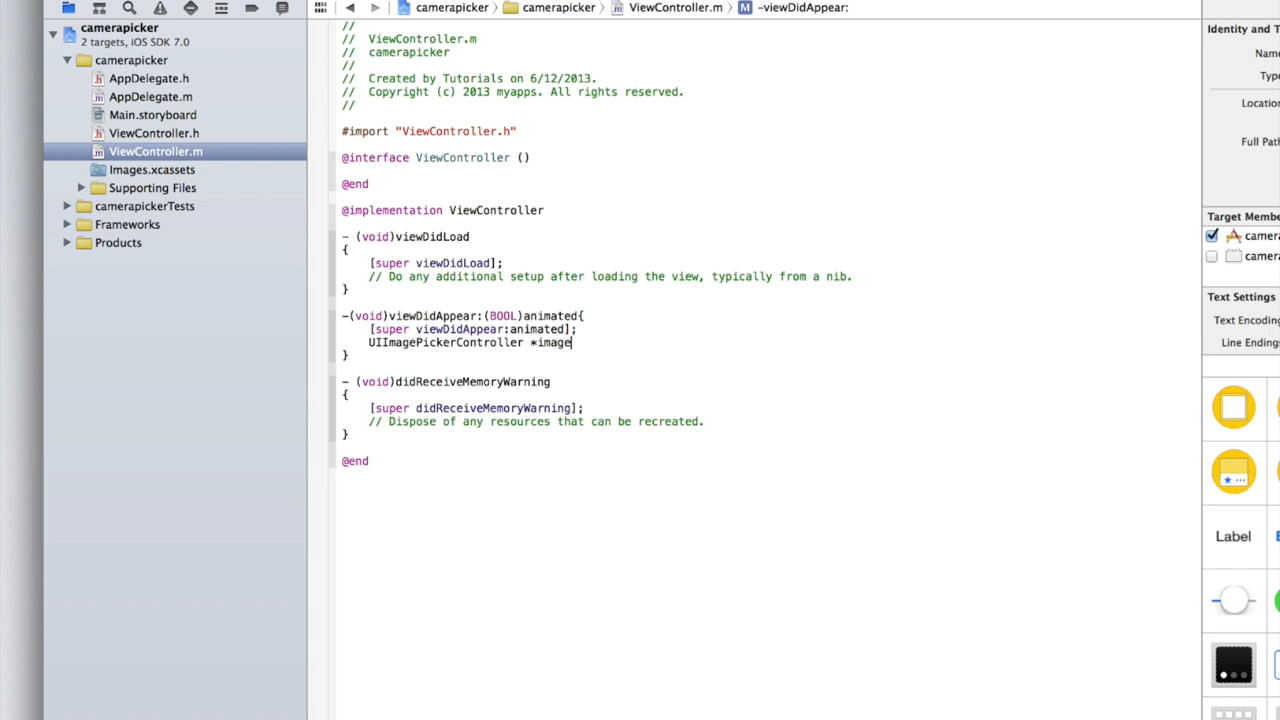 camerapicker
camerapicker
ViewController.m
M
-viewDidAppear:
camerapicker
2 targets, iOS SDK 7.0
camerapicker
AppDelegate.h
AppDelegate.m
Main.storyboard
ViewController.h
ViewController.m
Images.xcassets
Supporting Files
camerapickerTests
Frameworks
Products
//
//  ViewController.m
//  camerapicker
//
//  Created by Tutorials on 6/12/2013.
//  Copyright (c) 2013 myapps. All rights reserved.
//
#import "ViewController.h"
@interface ViewController ()
@end
@implementation ViewController
- (void)viewDidLoad
{
    [super viewDidLoad];
    // Do any additional setup after loading the view, typically from a nib.
}
-(void)viewDidAppear:(BOOL)animated{
    [super viewDidAppear:animated];
    UIImagePickerController *image
}
- (void)didReceiveMemoryWarning
{
    [super didReceiveMemoryWarning];
    // Dispose of any resources that can be recreated.
}
@end
Identity and T
Name
Type
Location
Full Path
Target Membe
camera
camera
Text Settings
Text Encoding
Line Endings
Label